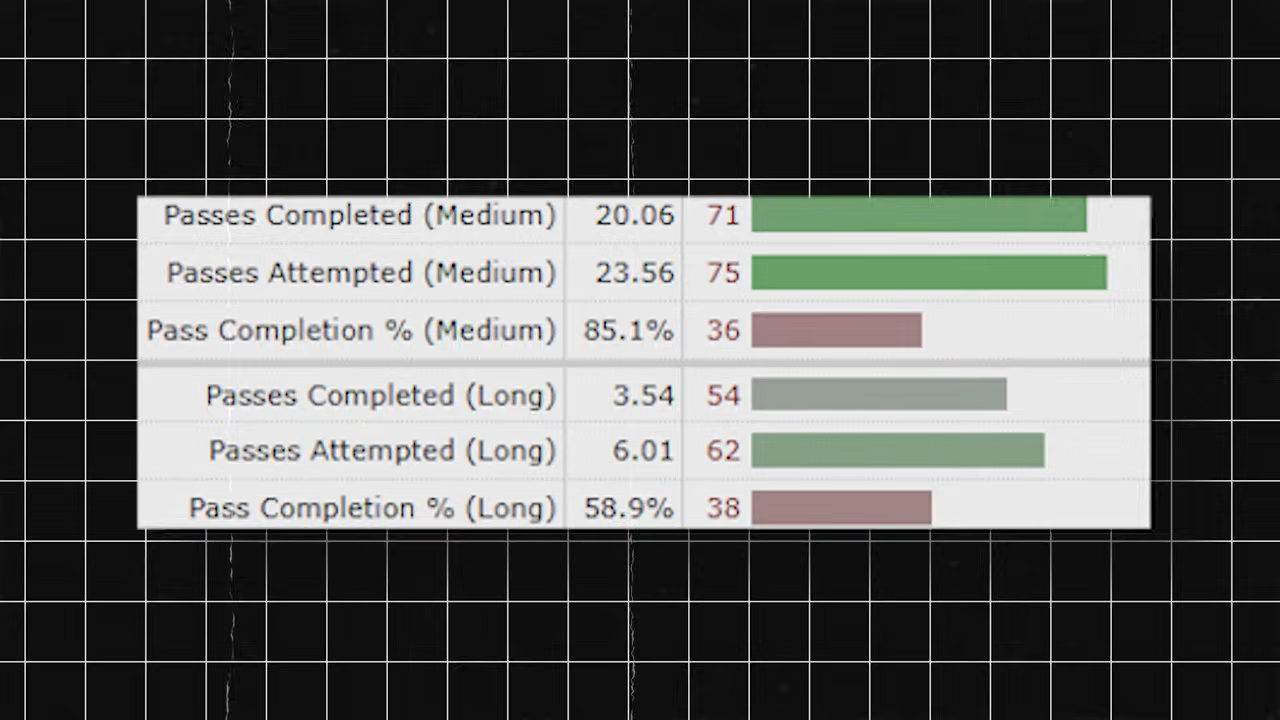 Passes Completed (Medium) 20.06 71
Passes Attempted (Medium) 23.56 75
Pass Completion % (Medium) 85.1% 36
Passes Completed (Long) 3.54 54
Passes Attempted (Long) 6.01 62
Pass Completion % (Long) 58.9% 38